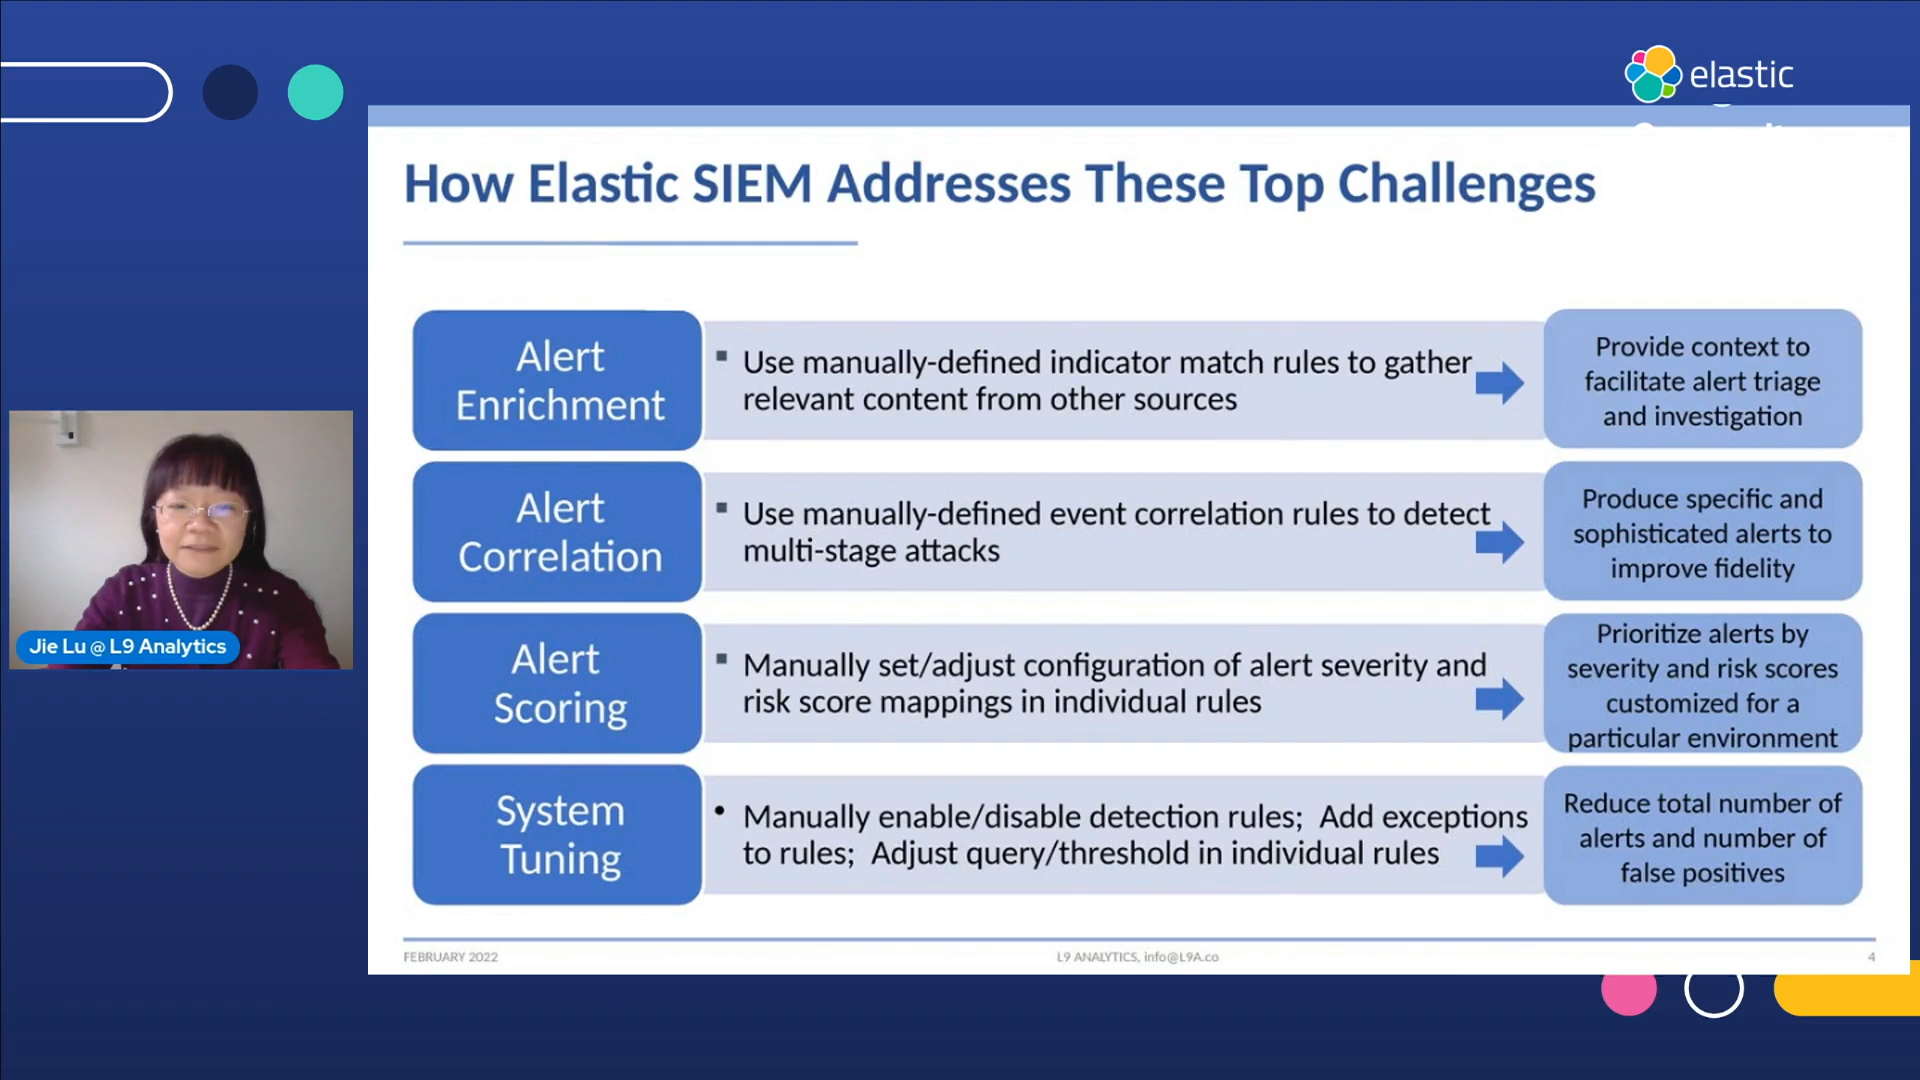 elastic
How Elastic SIEM Addresses These Top Challenges
Alert
Enrichment
▪ Use manually-defined indicator match rules to gather
relevant content from other sources
Provide context to
facilitate alert triage
and investigation
Alert
Correlation
▪ Use manually-defined event correlation rules to detect
multi-stage attacks
Produce specific and
sophisticated alerts to
improve fidelity
Alert
Scoring
▪ Manually set/adjust configuration of alert severity and
risk score mappings in individual rules
Prioritize alerts by
severity and risk scores
customized for a
particular environment
System
Tuning
• Manually enable/disable detection rules;  Add exceptions
to rules;  Adjust query/threshold in individual rules
Reduce total number of
alerts and number of
false positives
Jie Lu @ L9 Analytics
FEBRUARY 2022
L9 ANALYTICS, info@L9A.co
4